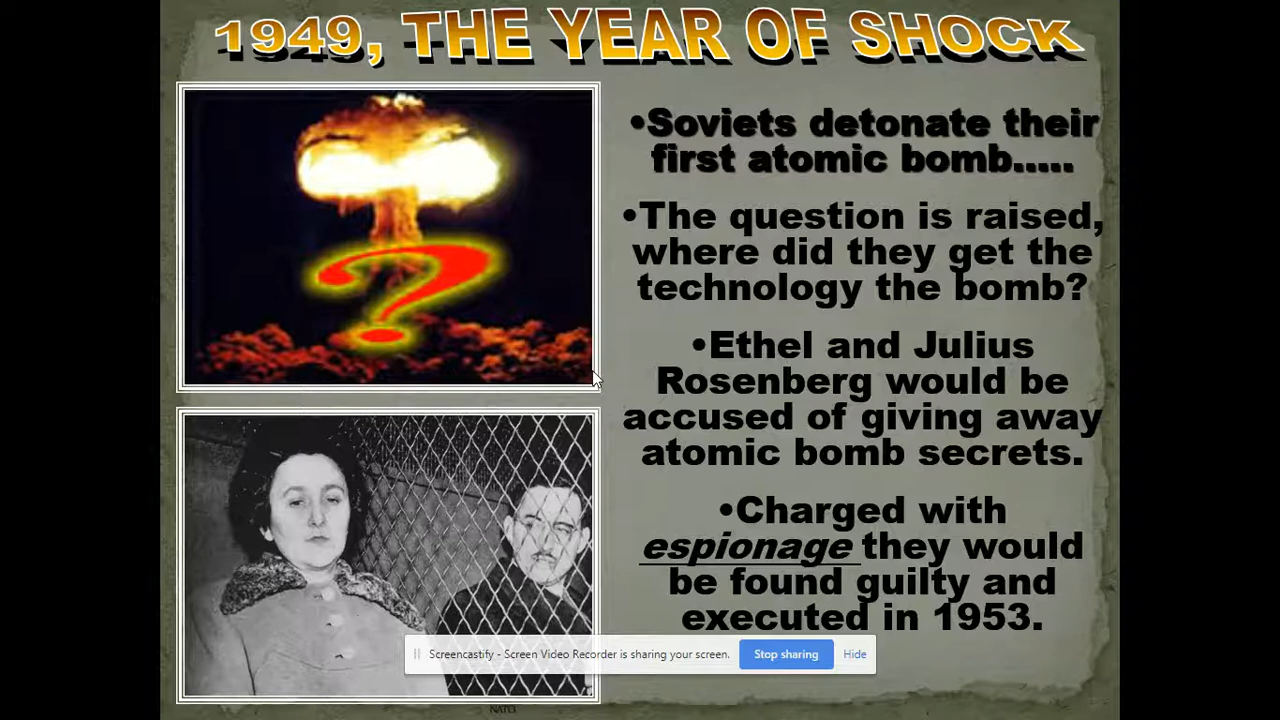 1949, THE YEAR OF SHOCK
•Soviets detonate their
first atomic bomb.....
•The question is raised,
where did they get the
technology the bomb?
•Ethel and Julius
Rosenberg would be
accused of giving away
atomic bomb secrets.
•Charged with
espionage they would
be found guilty and
executed in 1953.
?
Screencastify - Screen Video Recorder is sharing your screen. Stop sharing Hide